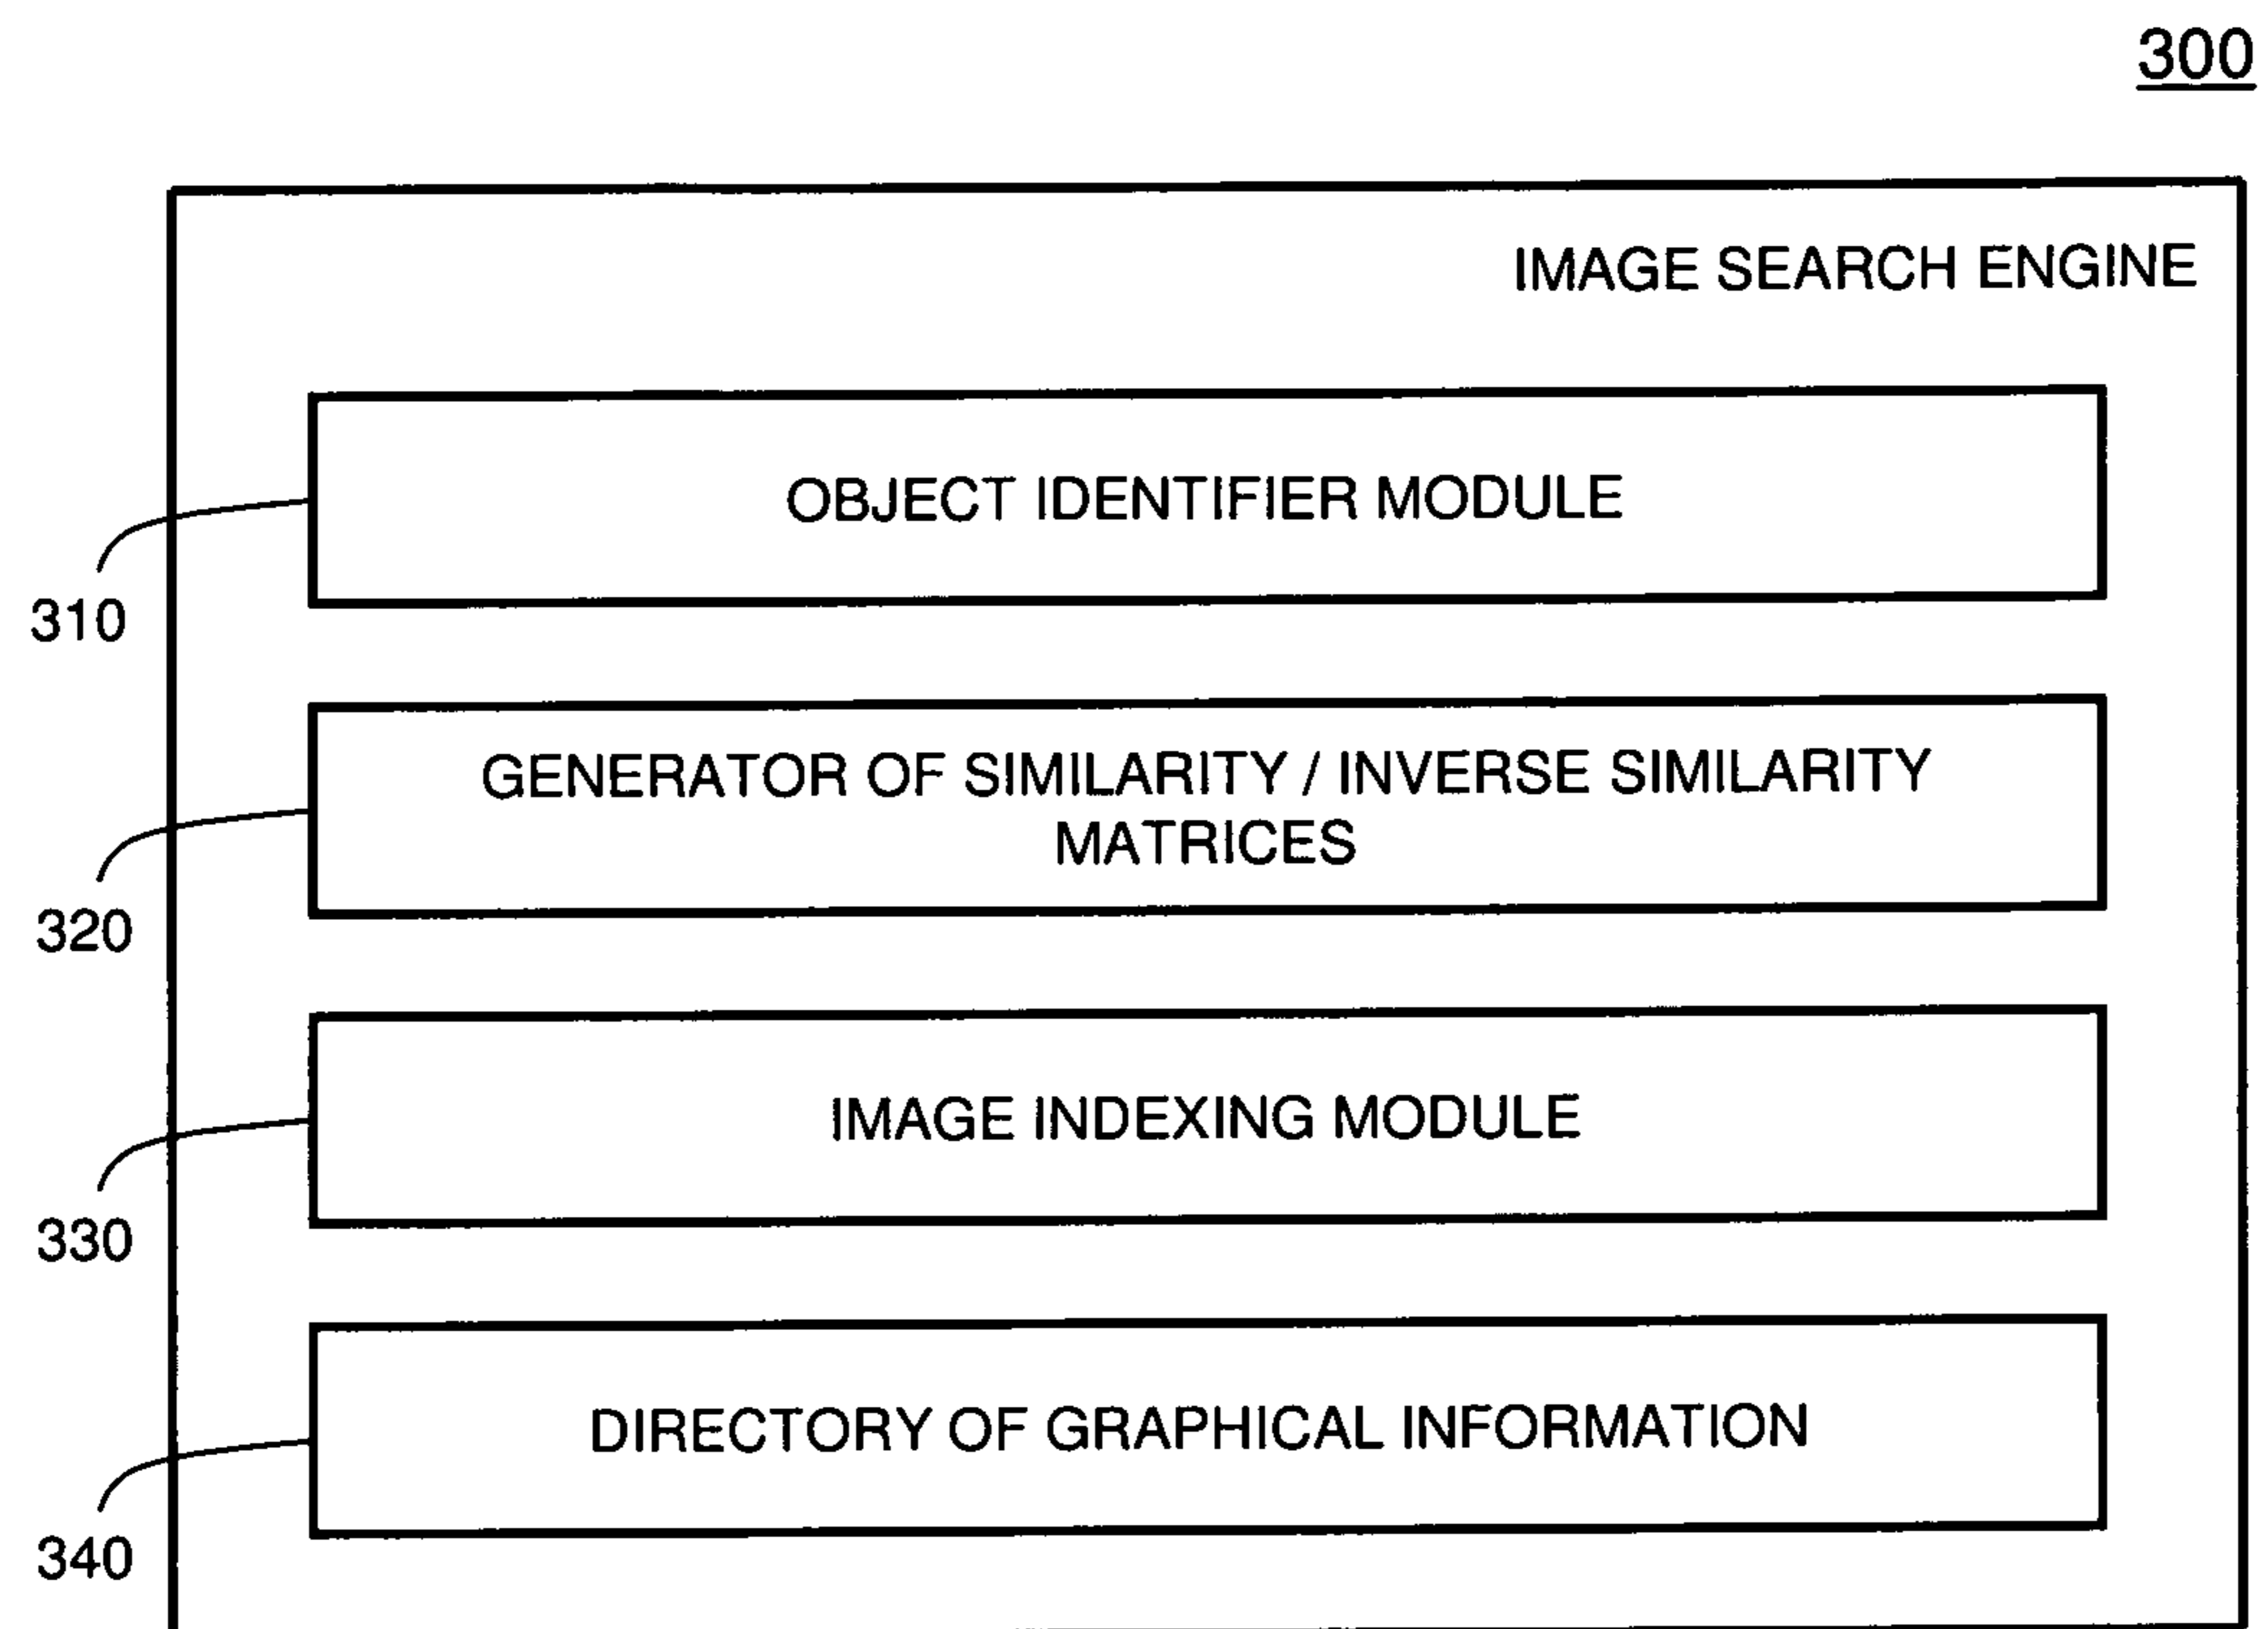 300
IMAGE SEARCH ENGINE
OBJECT IDENTIFIER MODULE
310
GENERATOR OF SIMILARITY / INVERSE SIMILARITY
MATRICES
320
IMAGE INDEXING MODULE
330
DIRECTORY OF GRAPHICAL INFORMATION
340